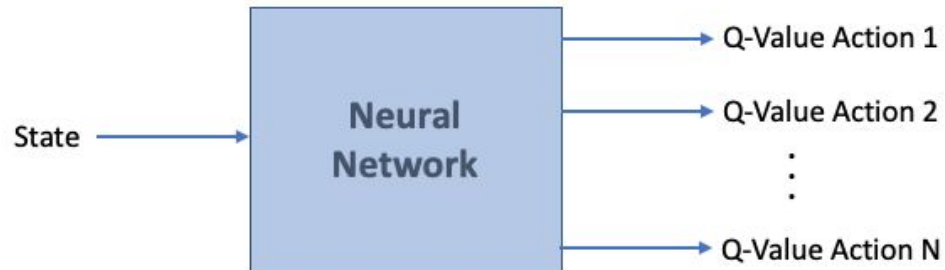 State
Neural
Network
Q-Value Action 1
Q-Value Action 2
Q-Value Action N